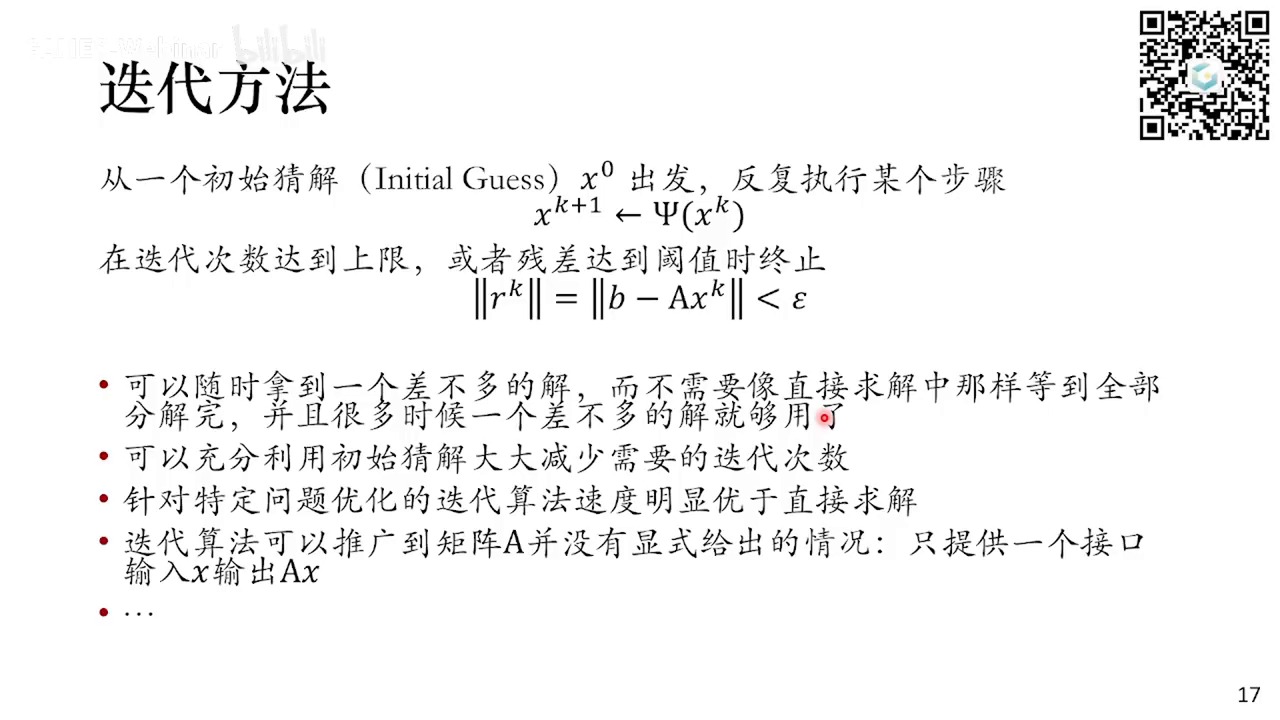 bilibili
迭代方法
从一个初始猜解（Initial Guess）x⁰ 出发，反复执行某个步骤
xᵏ⁺¹ ← Ψ(xᵏ)
在迭代次数达到上限，或者残差达到阈值时终止
‖rᵏ‖ = ‖b − Axᵏ‖ < ε
• 可以随时拿到一个差不多的解，而不需要像直接求解中那样等到全部
分解完，并且很多时候一个差不多的解就够用了
• 可以充分利用初始猜解大大减少需要的迭代次数
• 针对特定问题优化的迭代算法速度明显优于直接求解
• 迭代算法可以推广到矩阵A并没有显式给出的情况：只提供一个接口
输入x输出Ax
• …
17